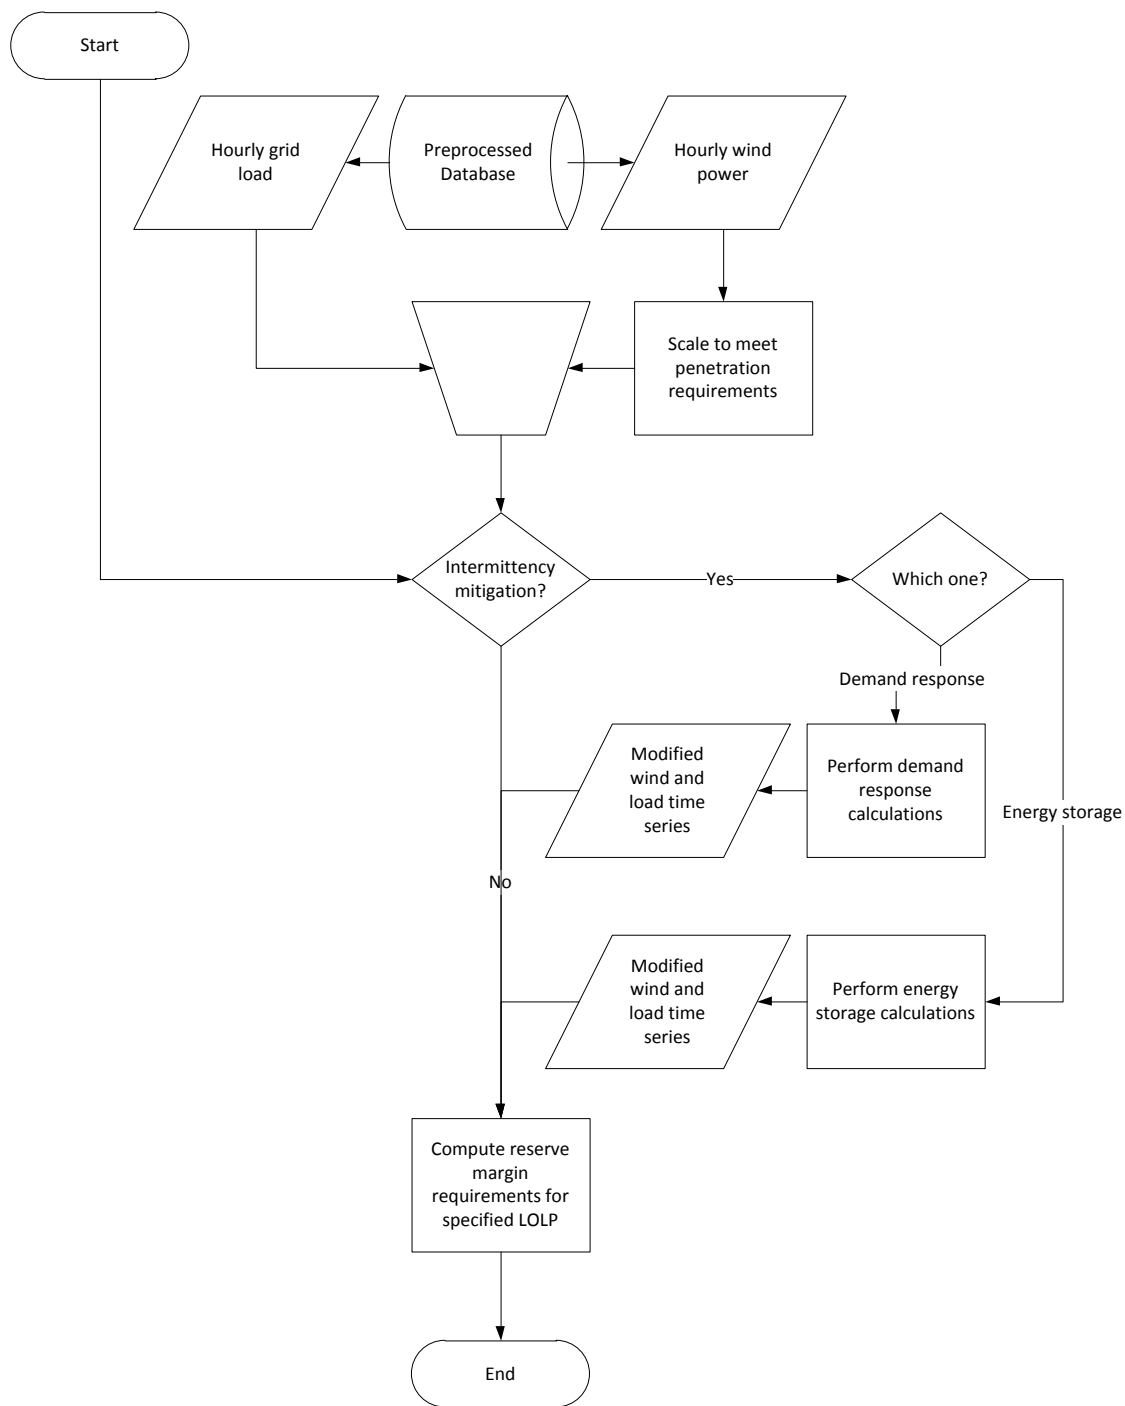 Start
Hourly grid
load
Preprocessed
Database
Hourly wind
power
Scale to meet
penetration
requirements
Intermittency
mitigation?
Yes
Which one?
Demand response
Modified
wind and
load time
series
Perform demand
response
calculations
Energy storage
No
Modified
wind and
load time
series
Perform energy
storage calculations
Compute reserve
margin
requirements for
specified LOLP
End